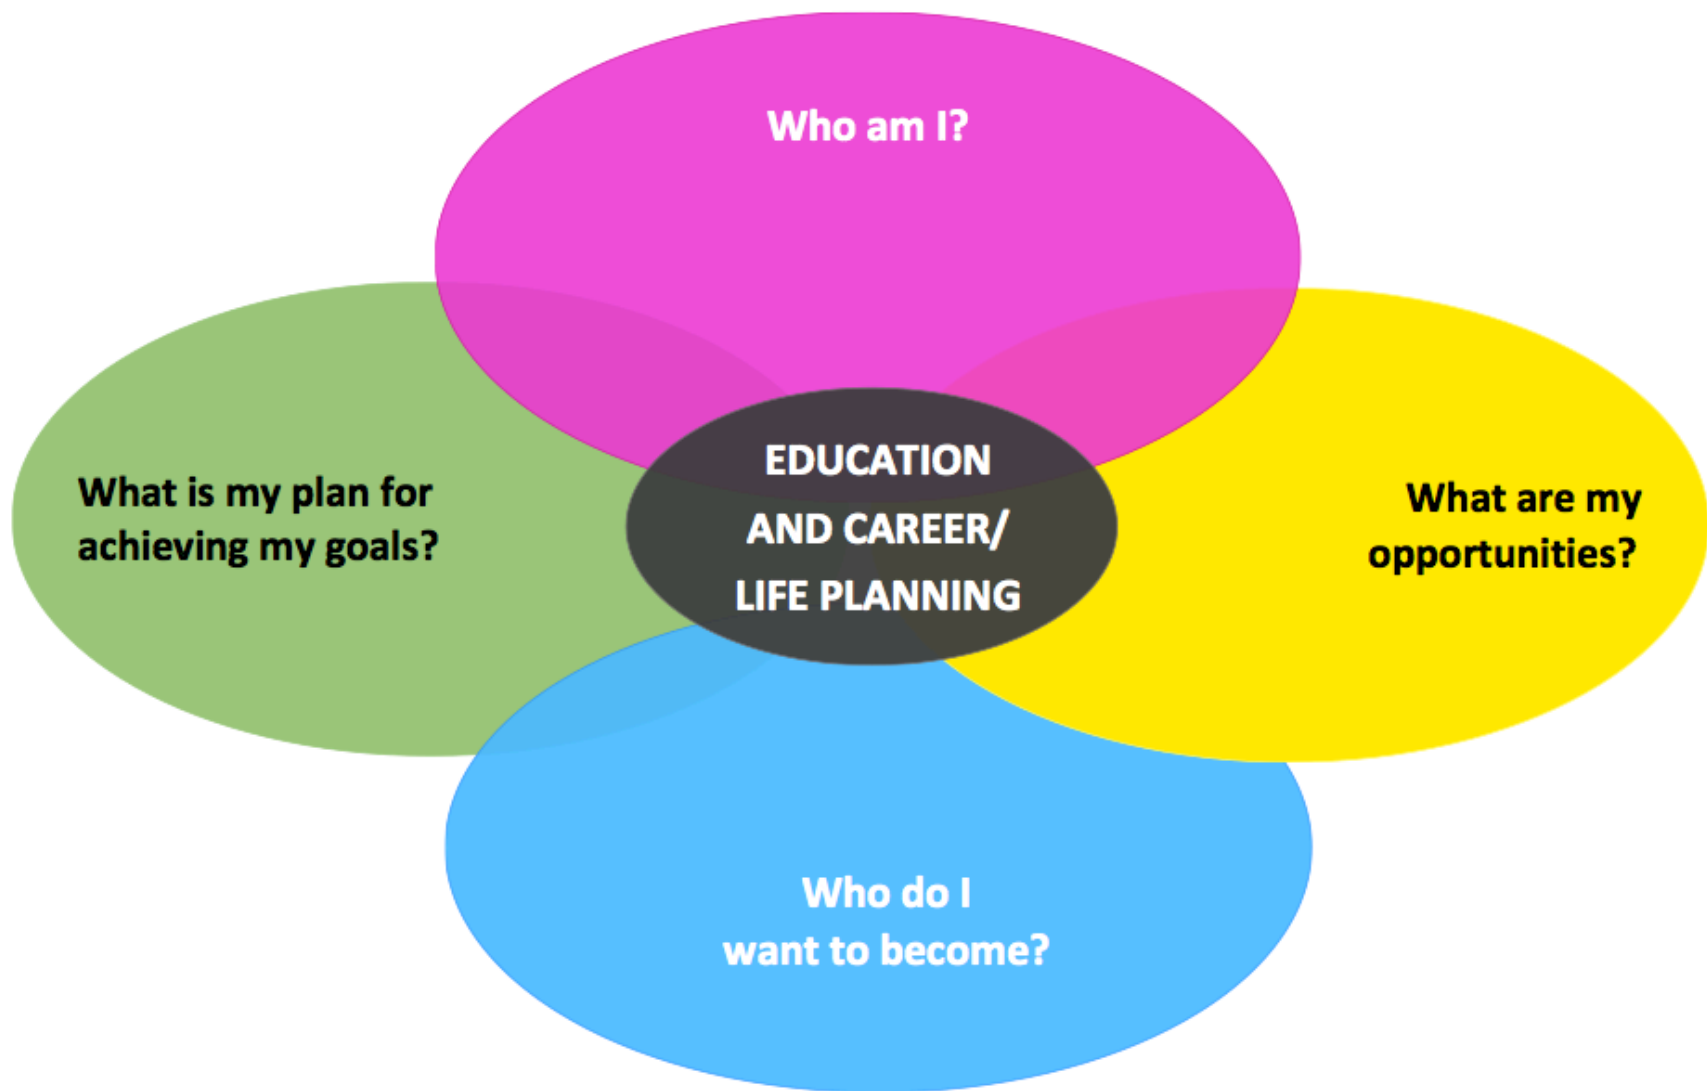 Who am I?
What is my plan for
achieving my goals?
EDUCATION
AND CAREER/
LIFE PLANNING
What are my
opportunities?
Who do I
want to become?